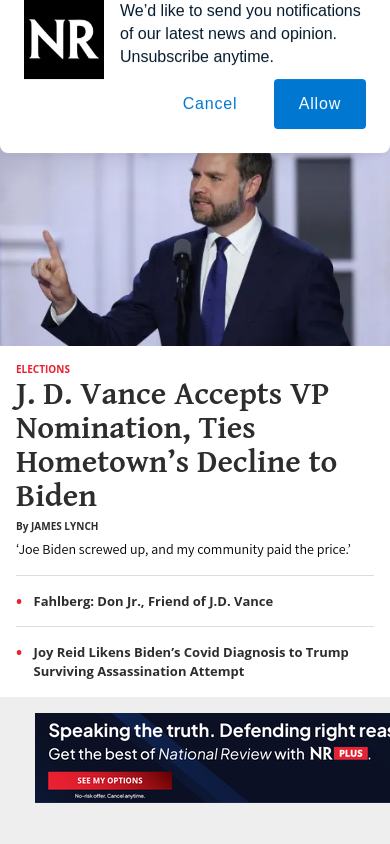 NR
We’d like to send you notifications
of our latest news and opinion.
Unsubscribe anytime.
Cancel
Allow
ELECTIONS
J. D. Vance Accepts VP
Nomination, Ties
Hometown’s Decline to
Biden
By JAMES LYNCH
‘Joe Biden screwed up, and my community paid the price.’
• Fahlberg: Don Jr., Friend of J.D. Vance
• Joy Reid Likens Biden’s Covid Diagnosis to Trump
Surviving Assassination Attempt
Speaking the truth. Defending right reas
Get the best of National Review with NR PLUS.
SEE MY OPTIONS
No-risk offer. Cancel anytime.